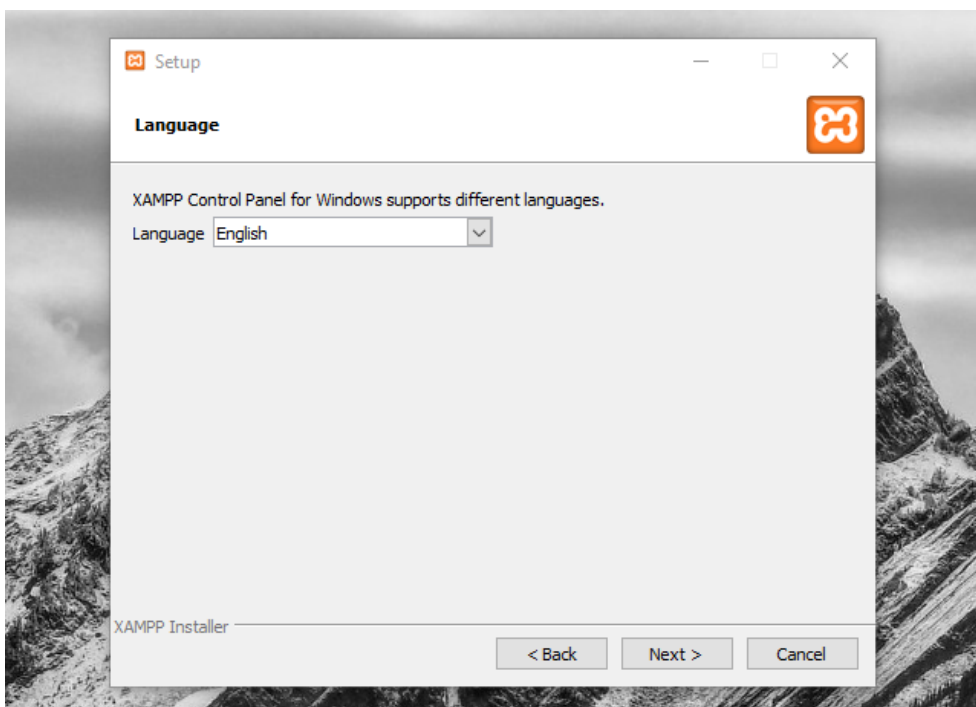 Setup
Language
XAMPP Control Panel for Windows supports different languages.
Language English
XAMPP Installer
< Back Next > Cancel